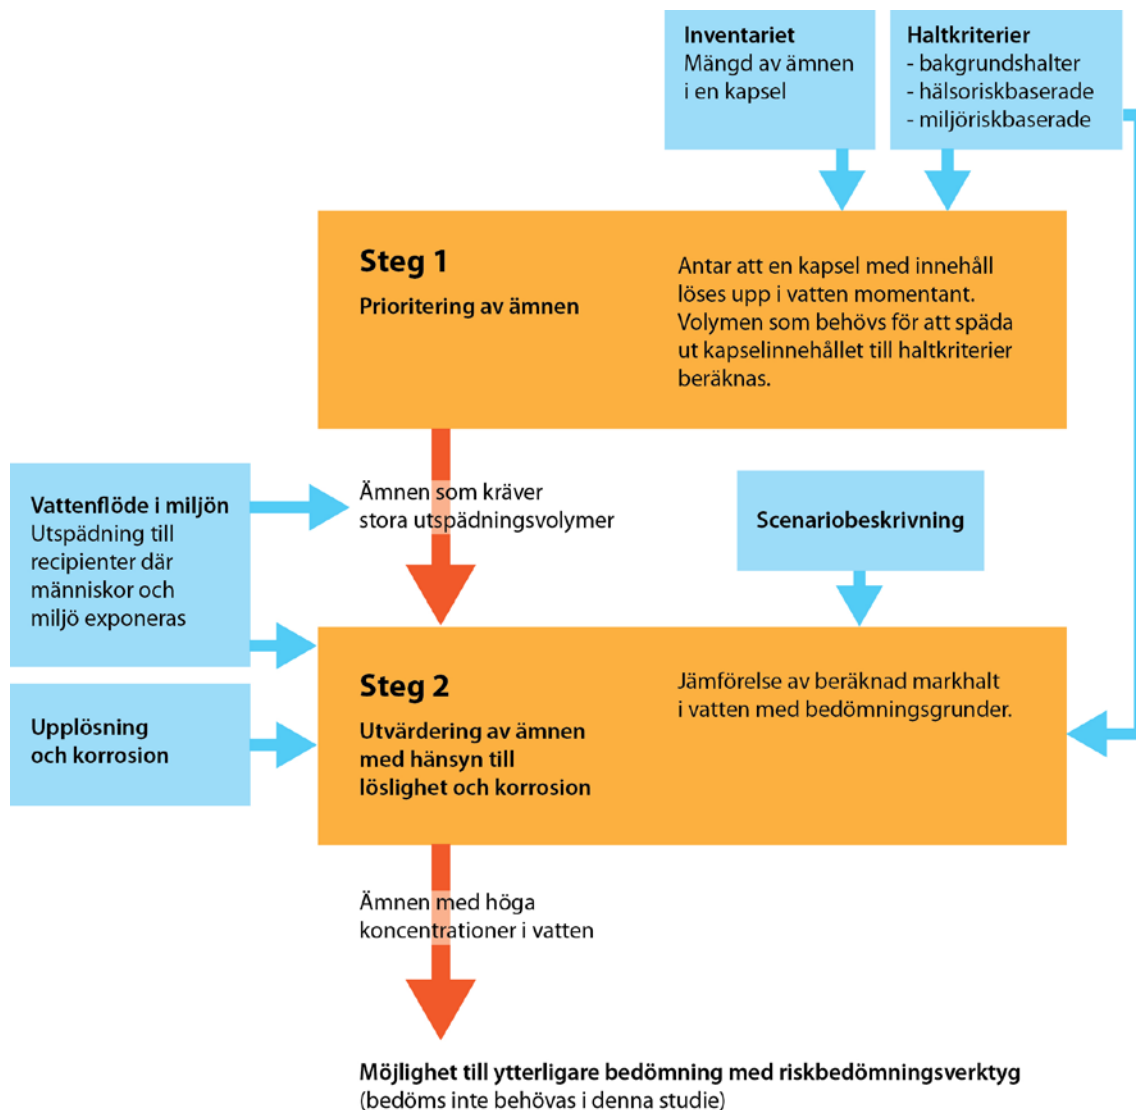 Inventariet
Mängd av ämnen
i en kapsel
Haltkriterier
- bakgrundshalter
- hälsoriskbaserade
- miljöriskbaserade
Steg 1
Prioritering av ämnen
Antar att en kapsel med innehåll
löses upp i vatten momentant.
Volymen som behövs för att späda
ut kapselinnehållet till haltkriterier
beräknas.
Vattenflöde i miljön
Utspädning till
recipienter där
människor och
miljö exponeras
Ämnen som kräver
stora utspädningsvolymer
Scenariobeskrivning
Upplösning
och korrosion
Steg 2
Utvärdering av ämnen
med hänsyn till
löslighet och korrosion
Jämförelse av beräknad markhalt
i vatten med bedömningsgrunder.
Ämnen med höga
koncentrationer i vatten
Möjlighet till ytterligare bedömning med riskbedömningsverktyg
(bedöms inte behövas i denna studie)